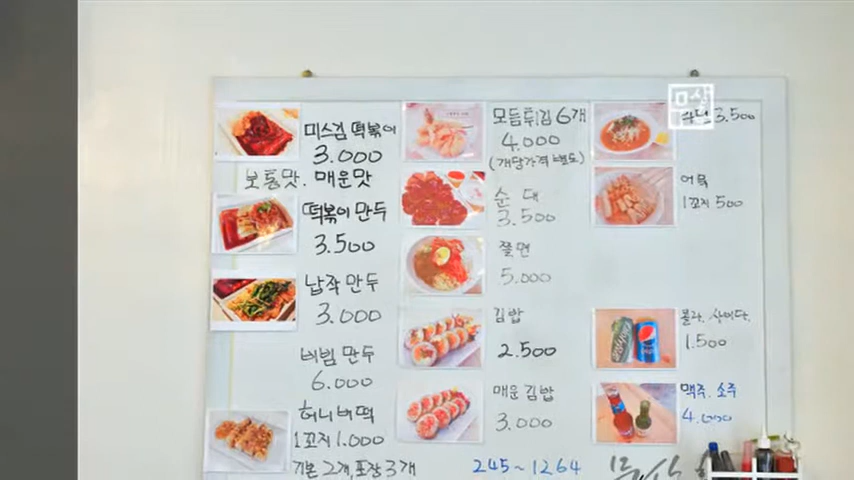 미스김 떡볶이
3.000
보통맛. 매운맛
떡볶이 만두
3.500
납작만두
3.000
비빔만두
6.000
허니버떡
1꼬지 1.000
기본 2개, 포장 3개
모듬튀김 6개
4.000
(개당가격 별도)
순대
3.500
쫄면
5.000
김밥
2.500
매운김밥
3.000
245~1264
3.500
어묵
1꼬지 500
콜라. 사이다.
1.500
맥주. 소주
4.000